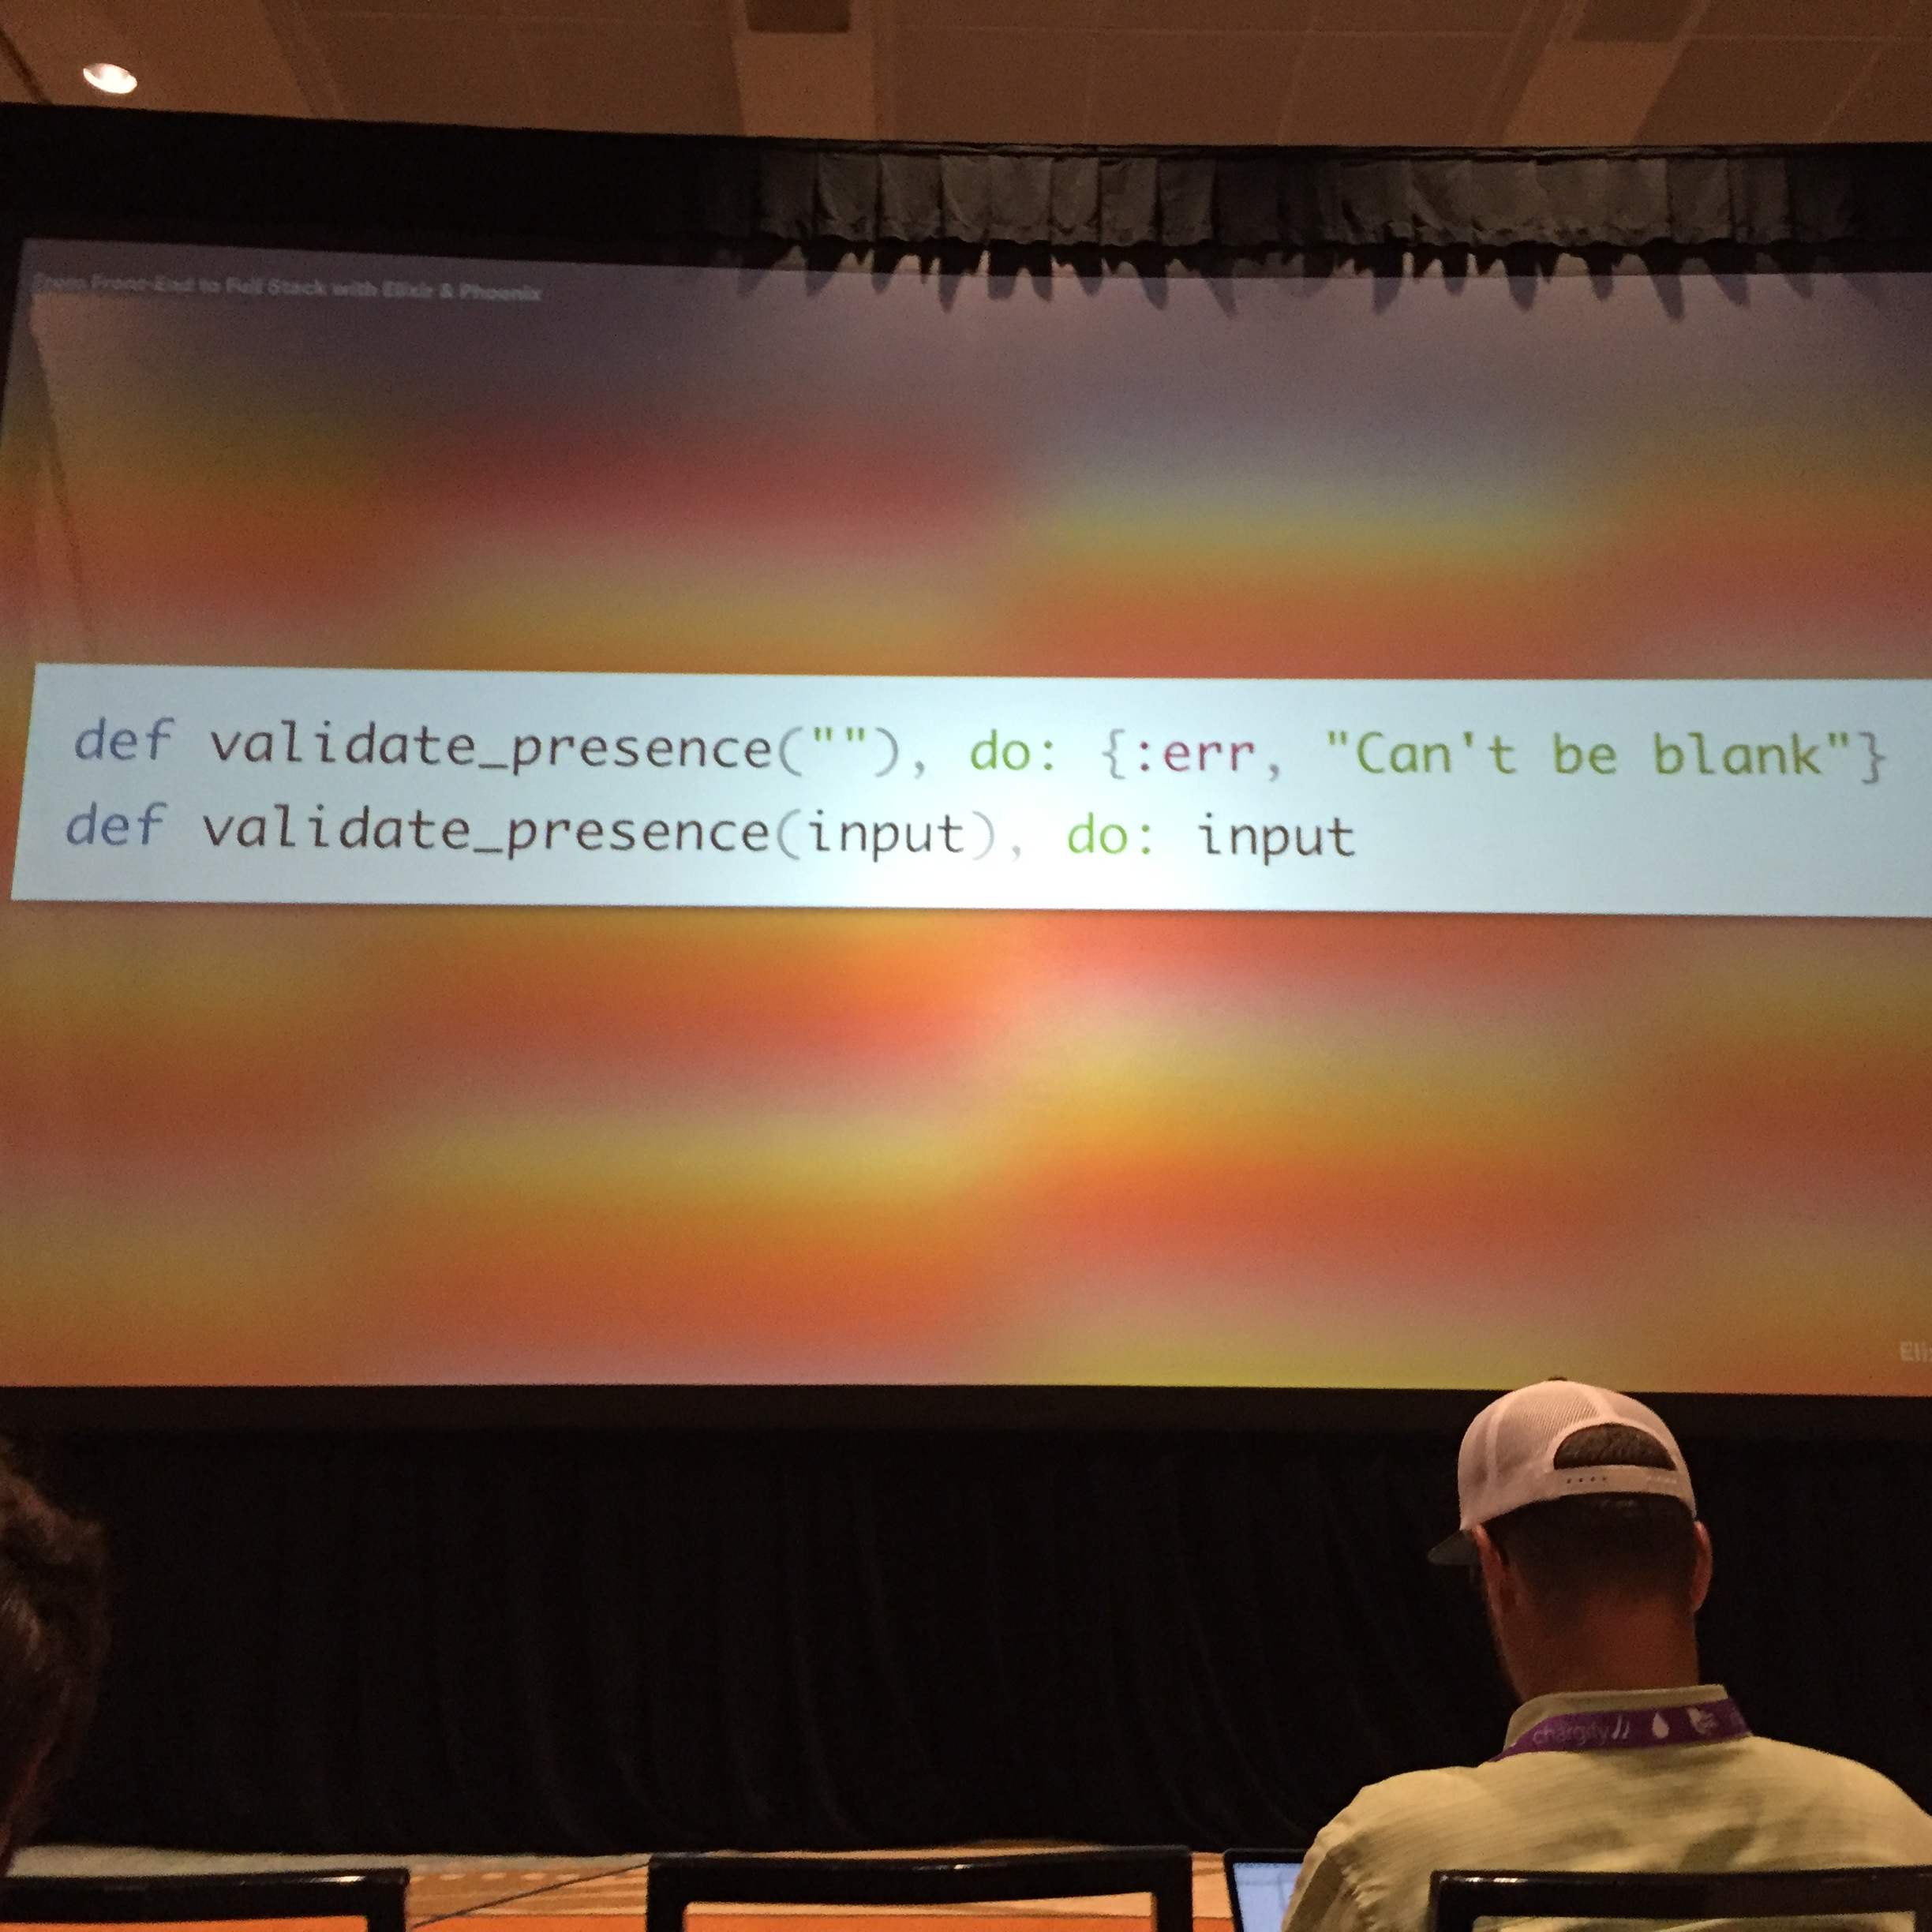 From Front-End to Full Stack with Elixir & Phoenix
def validate_presence(""), do: {:err, "Can't be blank"}
def validate_presence(input), do: input
chargify